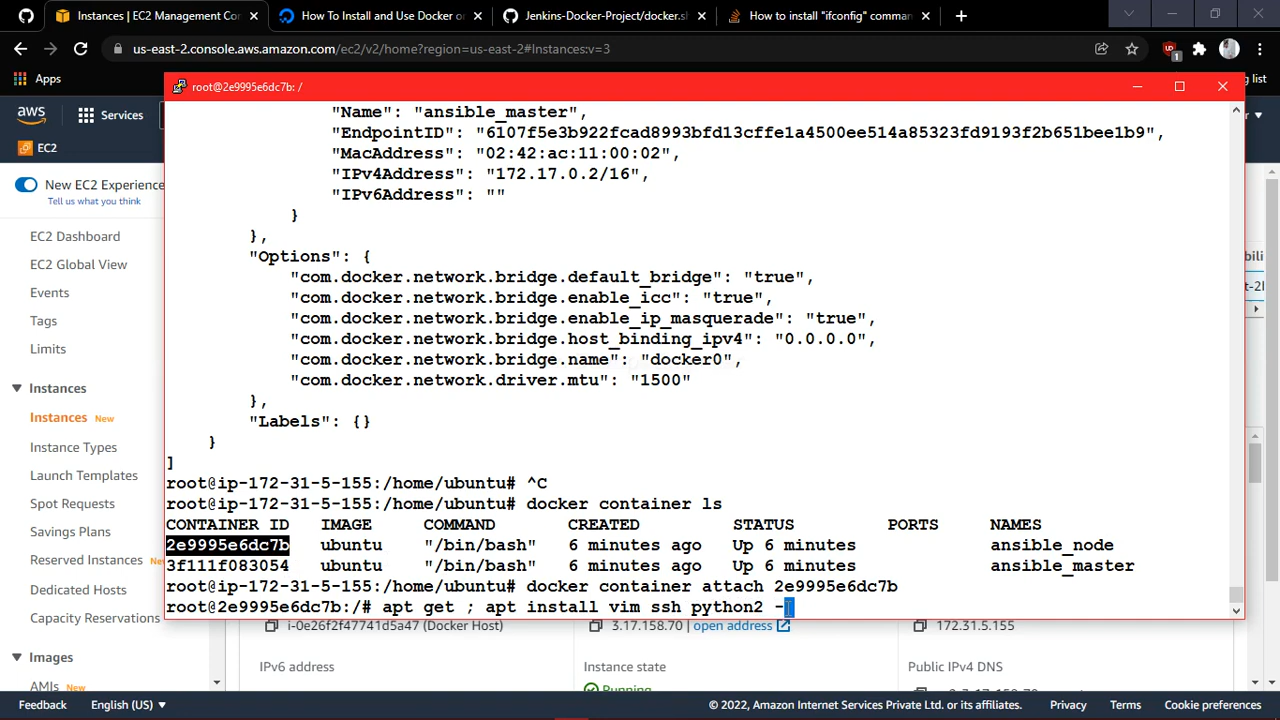 Instances | EC2 Management Con
How To Install and Use Docker on
Jenkins-Docker-Project/docker.sh
How to install "ifconfig" comman
us-east-2.console.aws.amazon.com/ec2/v2/home?region=us-east-2#Instances:v=3
1
Apps
ng list
root@2e9995e6dc7b: /
aws
Services
EC2
New EC2 Experience
Tell us what you think
EC2 Dashboard
EC2 Global View
Events
Tags
Limits
Instances
Instances New
Instance Types
Launch Templates
Spot Requests
Savings Plans
Reserved Instances New
Dedicated Hosts
Capacity Reservations
Images
AMIs New
"Name": "ansible_master",
"EndpointID": "6107f5e3b922fcad8993bfd13cffe1a4500ee514a85323fd9193f2b651bee1b9",
"MacAddress": "02:42:ac:11:00:02",
"IPv4Address": "172.17.0.2/16",
"IPv6Address": ""
}
},
"Options": {
"com.docker.network.bridge.default_bridge": "true",
"com.docker.network.bridge.enable_icc": "true",
"com.docker.network.bridge.enable_ip_masquerade": "true",
"com.docker.network.bridge.host_binding_ipv4": "0.0.0.0",
"com.docker.network.bridge.name": "docker0",
"com.docker.network.driver.mtu": "1500"
},
"Labels": {}
}
]
root@ip-172-31-5-155:/home/ubuntu# ^C
root@ip-172-31-5-155:/home/ubuntu# docker container ls
CONTAINER ID IMAGE COMMAND CREATED STATUS PORTS NAMES
2e9995e6dc7b ubuntu "/bin/bash" 6 minutes ago Up 6 minutes ansible_node
3f111f083054 ubuntu "/bin/bash" 6 minutes ago Up 6 minutes ansible_master
root@ip-172-31-5-155:/home/ubuntu# docker container attach 2e9995e6dc7b
root@2e9995e6dc7b:/# apt get ; apt install vim ssh python2 -
bili
t-2l
i-0e26f2f47741d5a47 (Docker Host)
3.17.158.70 | open address
172.31.5.155
IPv6 address
Instance state
Public IPv4 DNS
Running
Feedback
English (US)
© 2022, Amazon Internet Services Private Ltd. or its affiliates.
Privacy
Terms
Cookie preferences